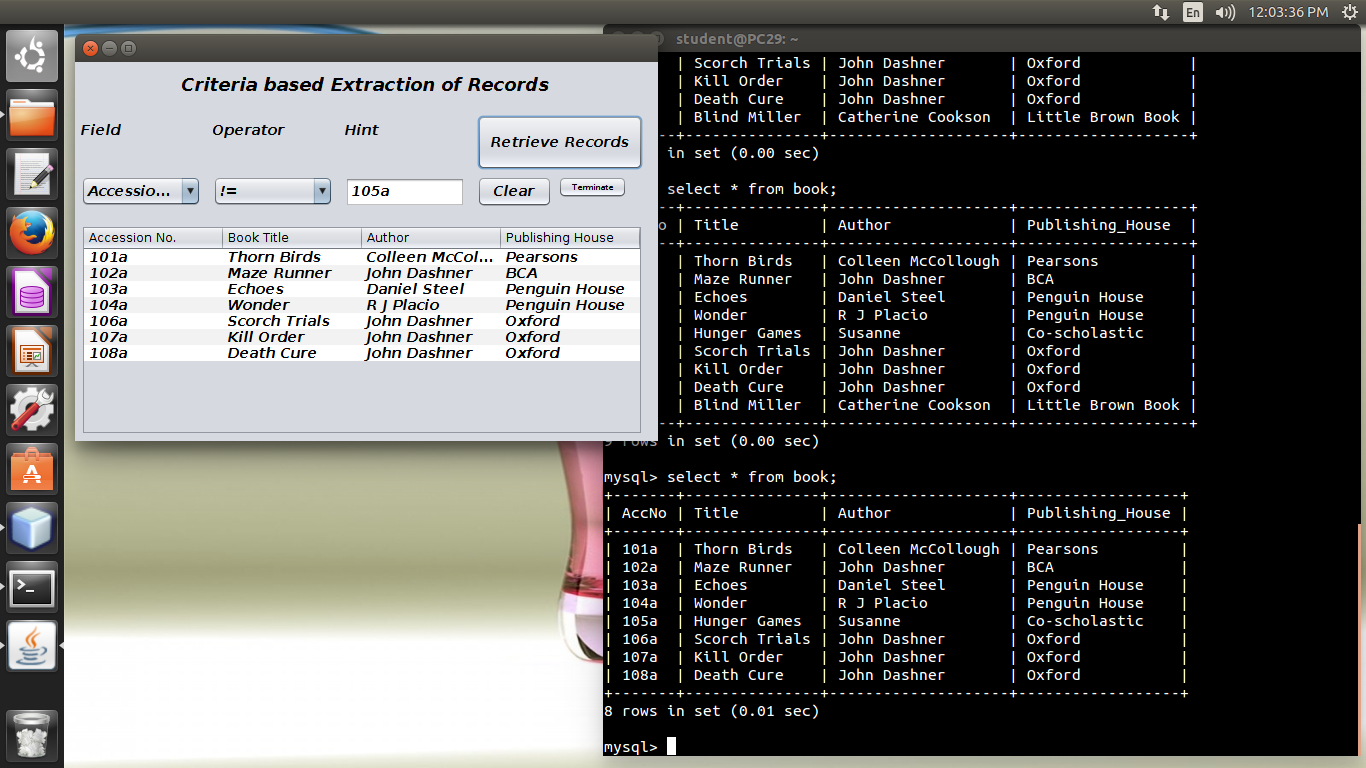 En 12:03:36 PM
Criteria based Extraction of Records
Field Operator Hint
Retrieve Records
Accessio... != 105a Clear Terminate
Accession No. Book Title Author Publishing House
101a Thorn Birds Colleen McCol... Pearsons
102a Maze Runner John Dashner BCA
103a Echoes Daniel Steel Penguin House
104a Wonder R J Placio Penguin House
106a Scorch Trials John Dashner Oxford
107a Kill Order John Dashner Oxford
108a Death Cure John Dashner Oxford
student@PC29: ~
| Scorch Trials | John Dashner | Oxford |
| Kill Order | John Dashner | Oxford |
| Death Cure | John Dashner | Oxford |
| Blind Miller | Catherine Cookson | Little Brown Book |
--+---------------+--------------------+-------------------+
in set (0.00 sec)
select * from book;
--+---------------+--------------------+-------------------+
o | Title | Author | Publishing_House |
--+---------------+--------------------+-------------------+
| Thorn Birds | Colleen McCollough | Pearsons |
| Maze Runner | John Dashner | BCA |
| Echoes | Daniel Steel | Penguin House |
| Wonder | R J Placio | Penguin House |
| Hunger Games | Susanne | Co-scholastic |
| Scorch Trials | John Dashner | Oxford |
| Kill Order | John Dashner | Oxford |
| Death Cure | John Dashner | Oxford |
| Blind Miller | Catherine Cookson | Little Brown Book |
--+---------------+--------------------+-------------------+
9 rows in set (0.00 sec)
mysql> select * from book;
+-------+---------------+--------------------+------------------+
| AccNo | Title | Author | Publishing_House |
+-------+---------------+--------------------+------------------+
| 101a | Thorn Birds | Colleen McCollough | Pearsons |
| 102a | Maze Runner | John Dashner | BCA |
| 103a | Echoes | Daniel Steel | Penguin House |
| 104a | Wonder | R J Placio | Penguin House |
| 105a | Hunger Games | Susanne | Co-scholastic |
| 106a | Scorch Trials | John Dashner | Oxford |
| 107a | Kill Order | John Dashner | Oxford |
| 108a | Death Cure | John Dashner | Oxford |
+-------+---------------+--------------------+------------------+
8 rows in set (0.01 sec)
mysql>